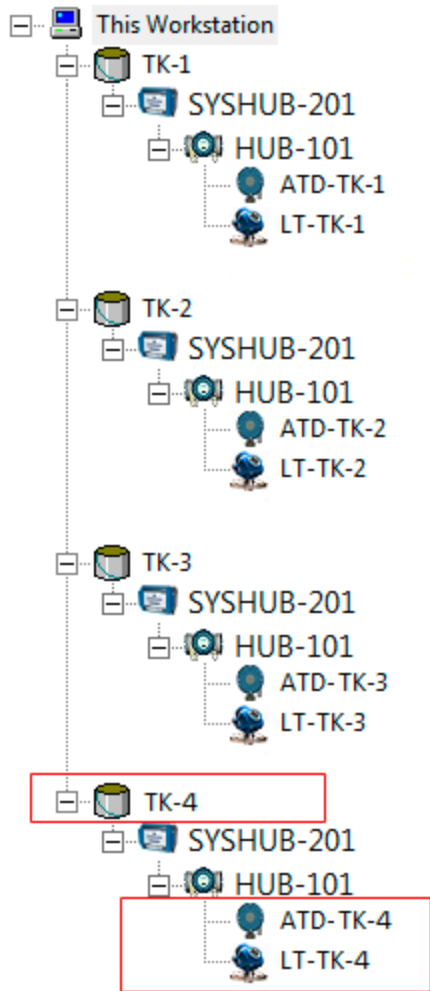 This Workstation
TK-1
SYSHUB-201
HUB-101
ATD-TK-1
LT-TK-1
TK-2
SYSHUB-201
HUB-101
ATD-TK-2
LT-TK-2
TK-3
SYSHUB-201
HUB-101
ATD-TK-3
LT-TK-3
TK-4
SYSHUB-201
HUB-101
ATD-TK-4
LT-TK-4